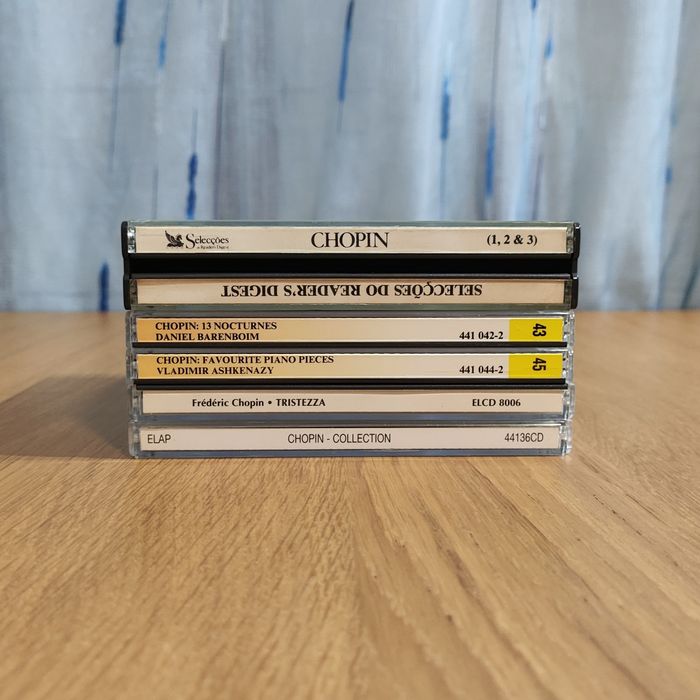 Selecções do Reader's Digest CHOPIN (1, 2 & 3)
SELECÇÕES DO READER'S DIGEST
CHOPIN: 13 NOCTURNES
DANIEL BARENBOIM 441 042-2 43
CHOPIN: FAVOURITE PIANO PIECES
VLADIMIR ASHKENAZY 441 044-2 45
Frédéric Chopin • TRISTEZZA ELCD 8006
ELAP CHOPIN - COLLECTION 44136CD